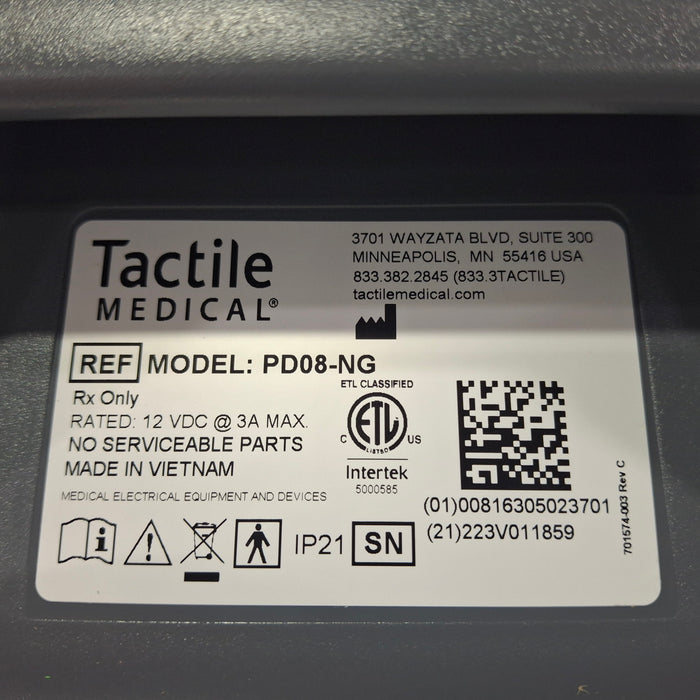 Tactile
MEDICAL®
3701 WAYZATA BLVD, SUITE 300
MINNEAPOLIS, MN 55416 USA
833.382.2845 (833.3TACTILE)
tactilemedical.com
REF MODEL: PD08-NG
Rx Only
RATED: 12 VDC @ 3A MAX.
NO SERVICEABLE PARTS
MADE IN VIETNAM
MEDICAL ELECTRICAL EQUIPMENT AND DEVICES
IP21 SN
ETL CLASSIFIED
ETL
LISTED
C US
Intertek
5000585
(01)00816305023701
(21)223V011859
701574-003 Rev C